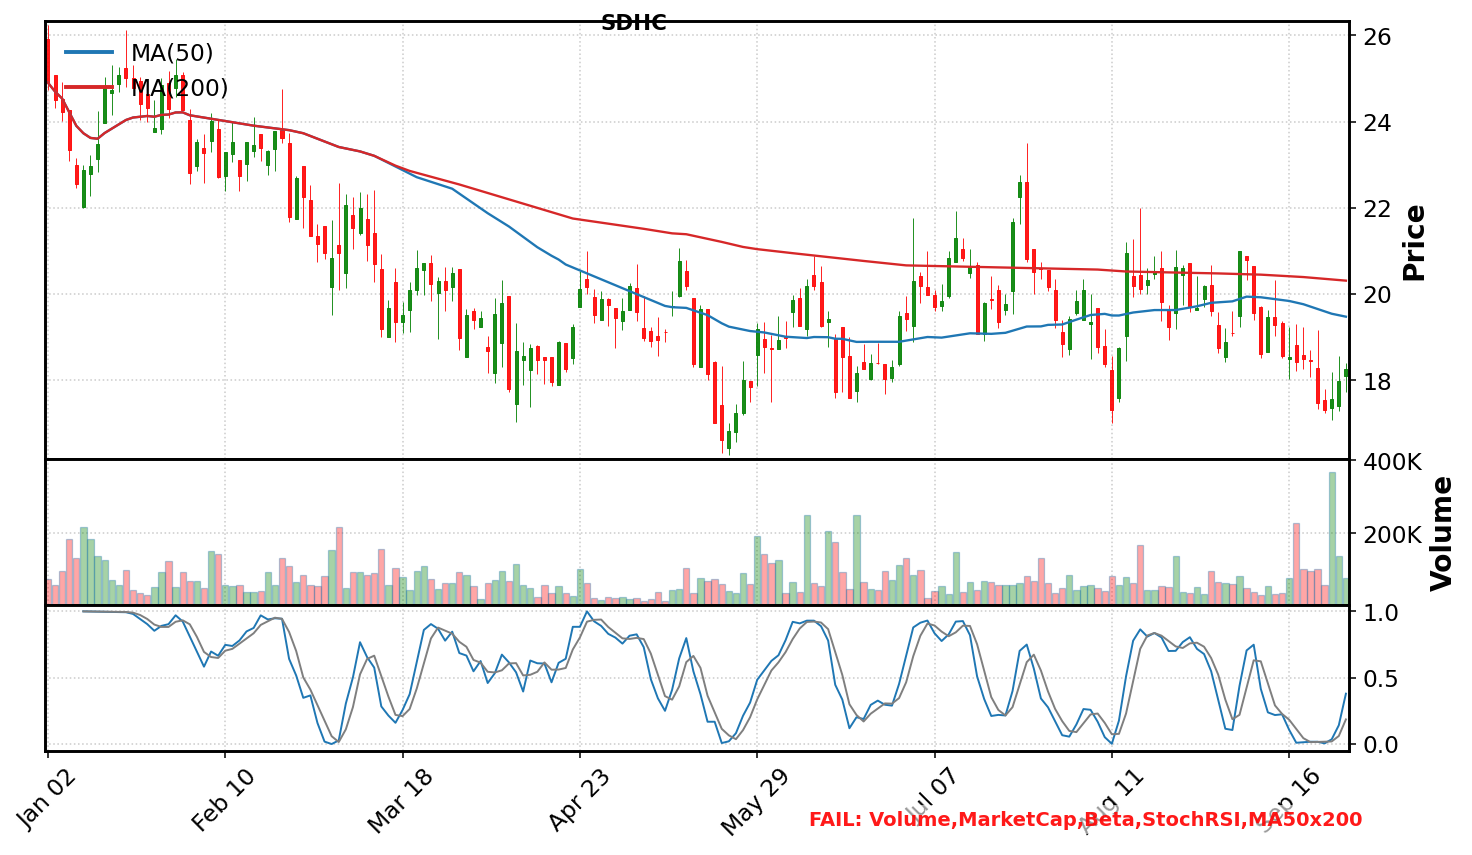 SDHC
MA(50)
MA(200)
26
24
22
20
18
Price
400K
200K
Volume
1.0
0.5
0.0
Jan 02
Feb 10
Mar 18
Apr 23
May 29
Jul 07
Aug 11
Sep 16
FAIL: Volume,MarketCap,Beta,StochRSI,MA50x200